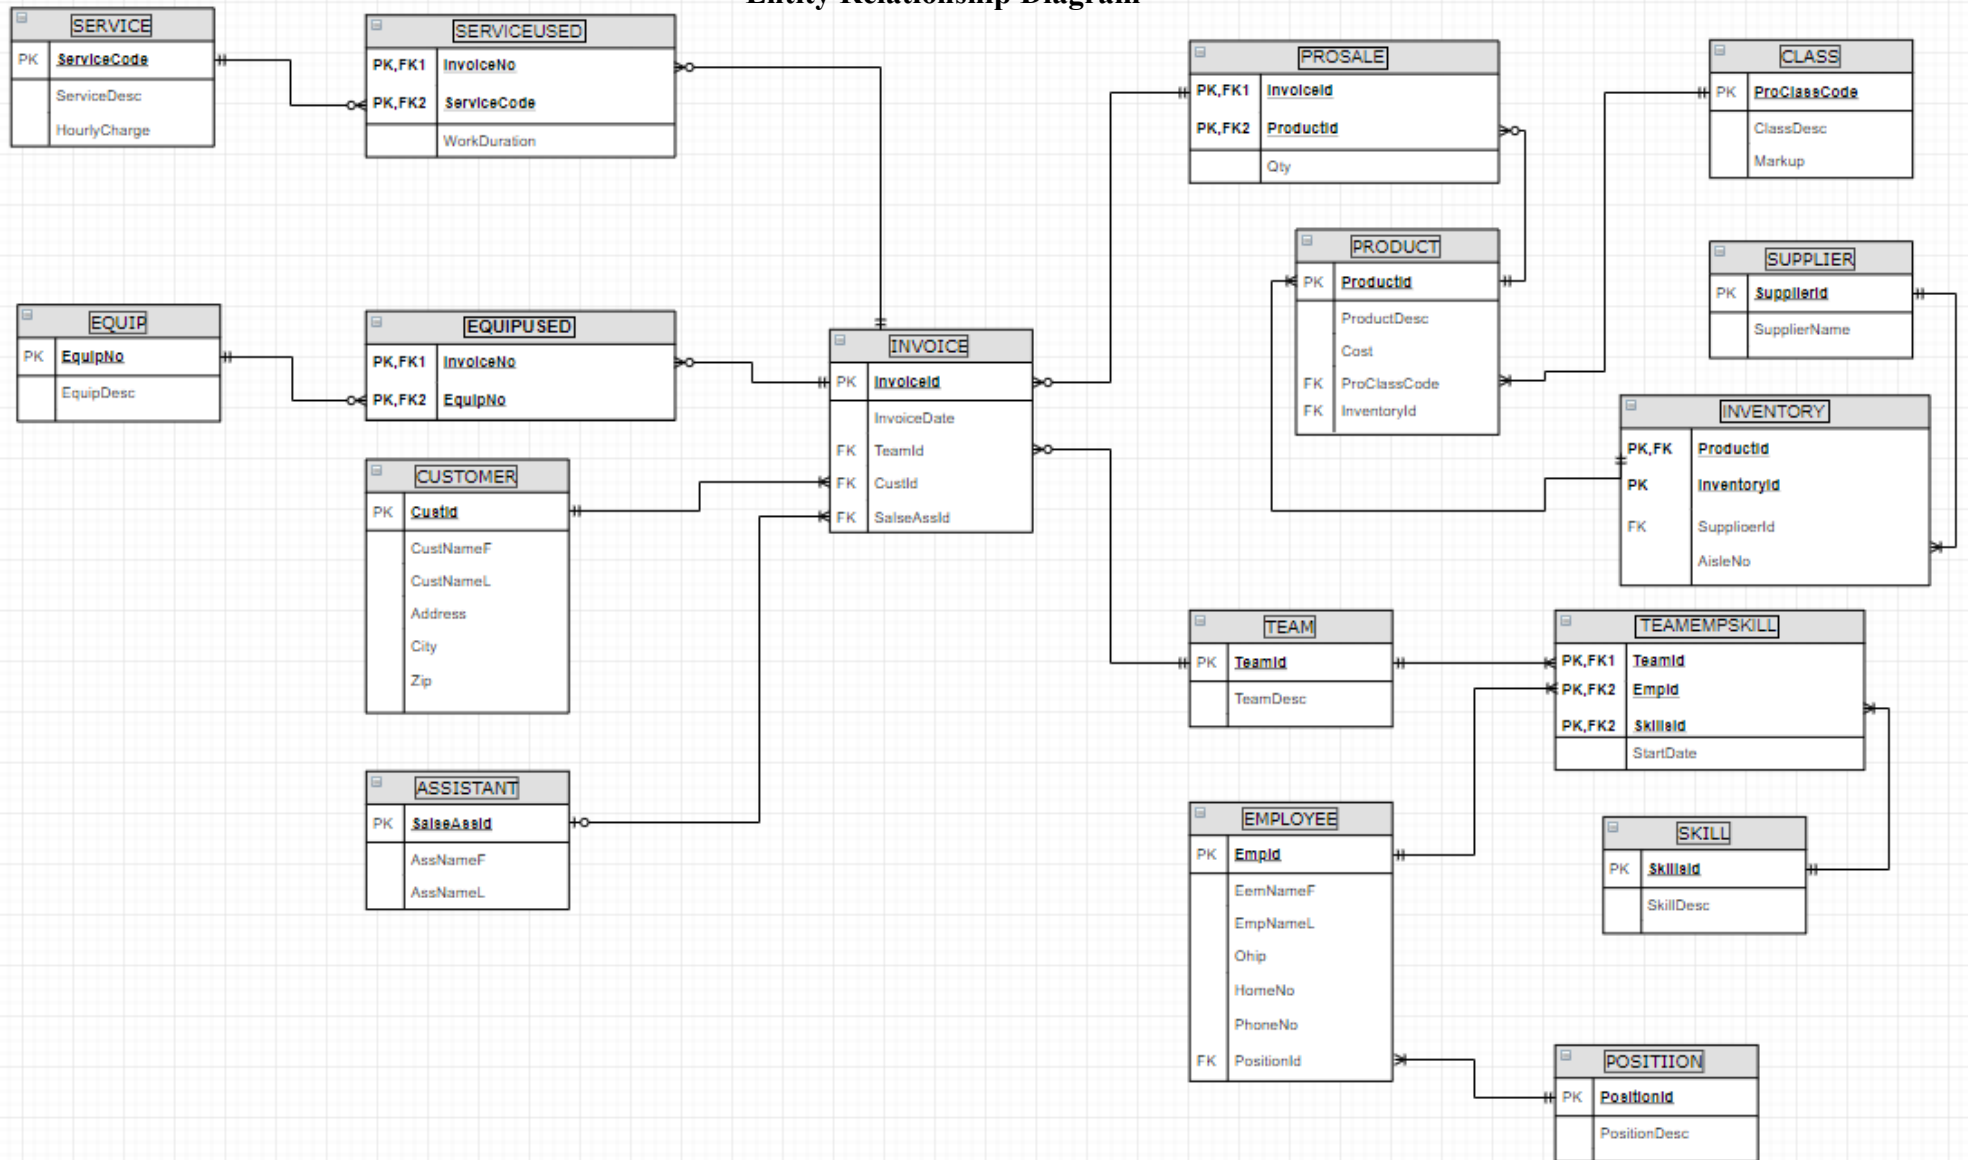 Entity Relationship Diagram
SERVICE
PK ServiceCode
ServiceDesc
HourlyCharge
SERVICEUSED
PK,FK1 InvoiceNo
PK,FK2 ServiceCode
WorkDuration
PROSALE
PK,FK1 InvoiceId
PK,FK2 ProductId
Qty
CLASS
PK ProClassCode
ClassDesc
Markup
PRODUCT
PK ProductId
ProductDesc
Cost
FK ProClassCode
FK InventoryId
SUPPLIER
PK SupplierId
SupplierName
EQUIP
PK EquipNo
EquipDesc
EQUIPUSED
PK,FK1 InvoiceNo
PK,FK2 EquipNo
INVOICE
PK InvoiceId
InvoiceDate
FK TeamId
FK CustId
FK SalseAssId
INVENTORY
PK,FK ProductId
PK InventoryId
FK SupplioerId
AisleNo
CUSTOMER
PK CustId
CustNameF
CustNameL
Address
City
Zip
TEAM
PK TeamId
TeamDesc
TEAMEMPSKILL
PK,FK1 TeamId
PK,FK2 EmpId
PK,FK2 SkillsId
StartDate
ASSISTANT
PK SalseAssId
AssNameF
AssNameL
EMPLOYEE
PK EmpId
EemNameF
EmpNameL
Ohip
HomeNo
PhoneNo
FK PositionId
SKILL
PK SkillsId
SkillDesc
POSITIION
PK PositionId
PositionDesc